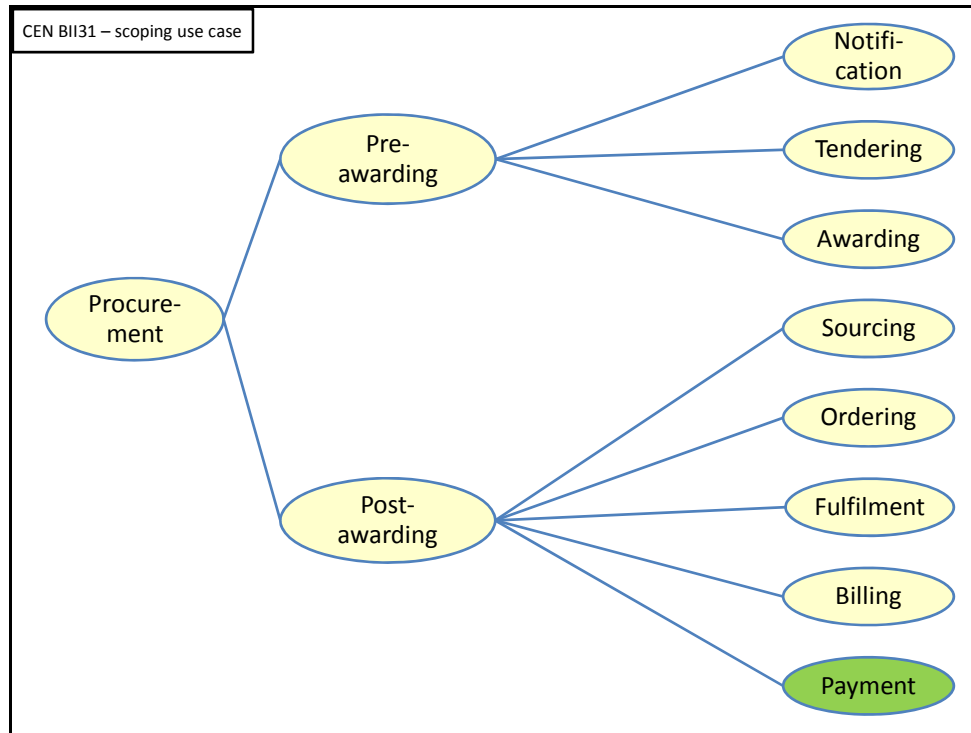 CEN BII31 – scoping use case
Notifi-
cation
Pre-
awarding
Tendering
Awarding
Procure-
ment
Sourcing
Ordering
Post-
awarding
Fulfilment
Billing
Payment